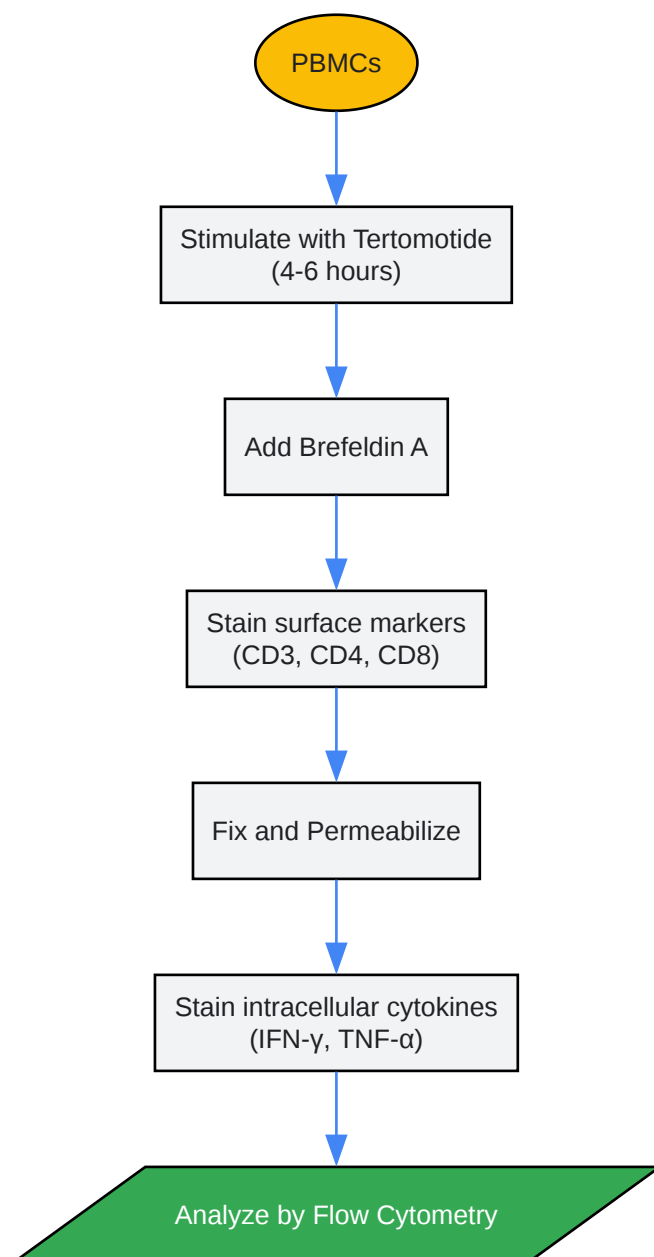 PBMCs
Stimulate with Tertomotide
(4-6 hours)
Add Brefeldin A
Stain surface markers
(CD3, CD4, CD8)
Fix and Permeabilize
Stain intracellular cytokines
(IFN-γ, TNF-α)
Analyze by Flow Cytometry